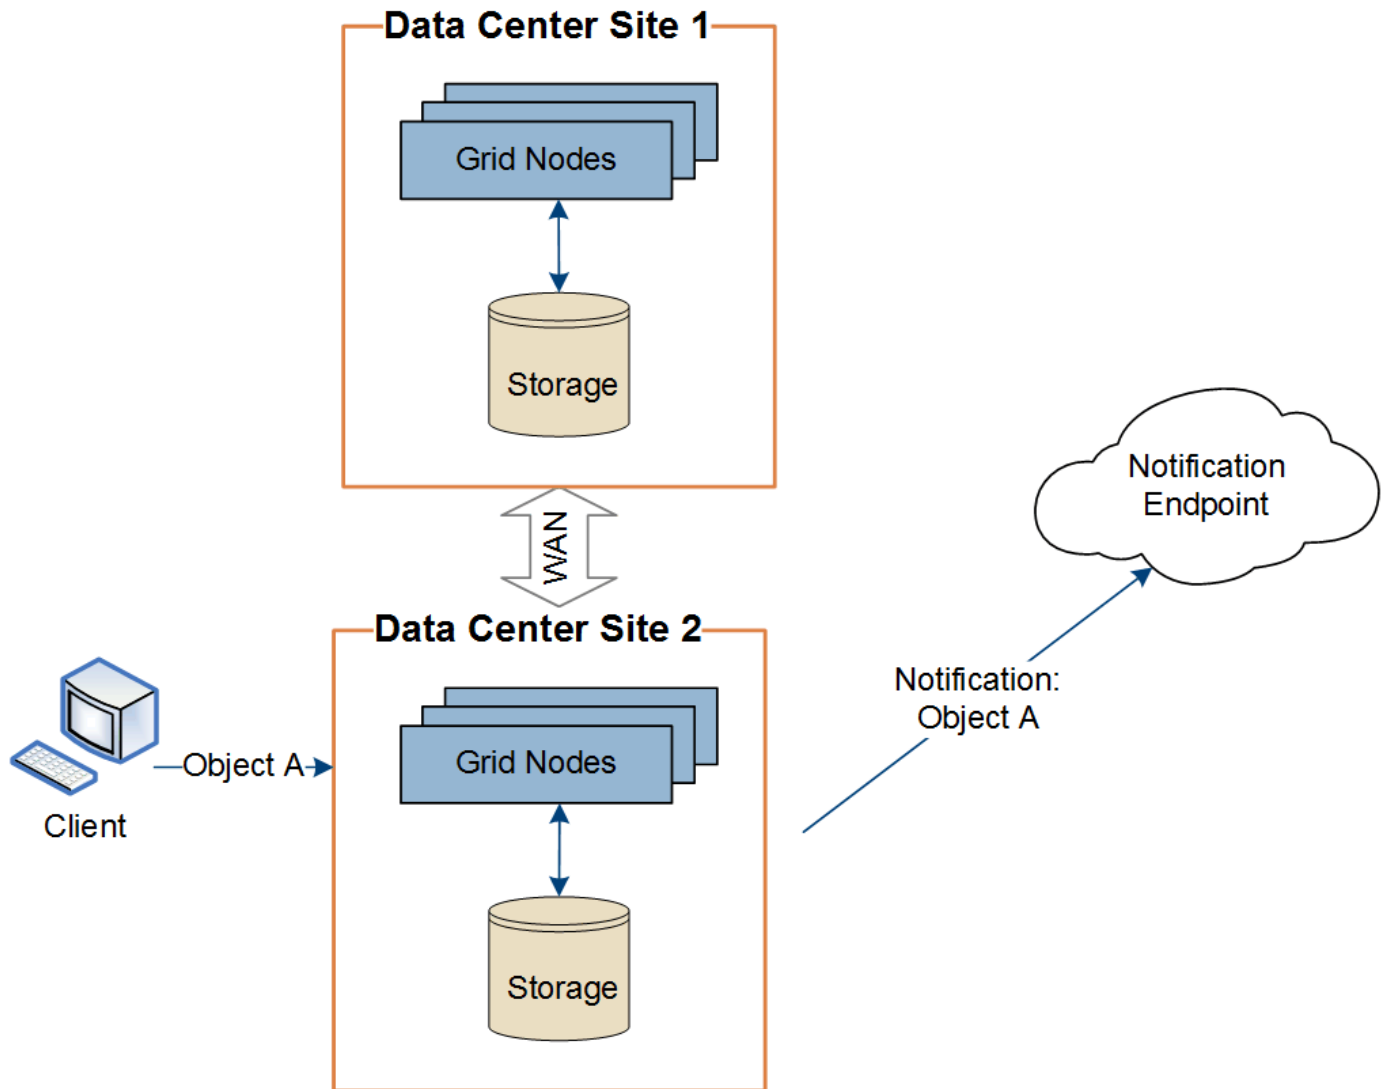 Data Center Site 1
Grid Nodes
Storage
Notification
Endpoint
WAN
Data Center Site 2
Notification:
Object A
Grid Nodes
Object A
Client
Storage